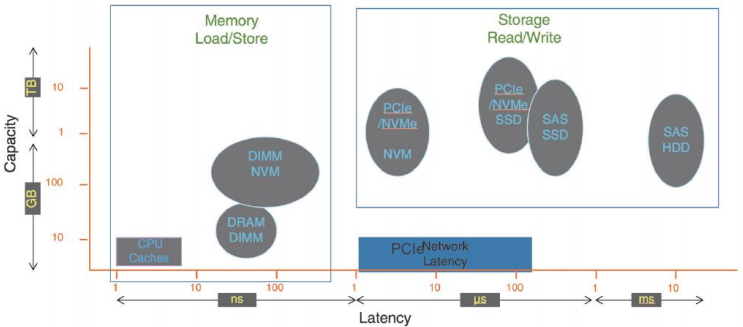 Memory
Load/Store
Storage
Read/Write
Capacity
TB
GB
10
1
100
10
PCIe
/NVMe
NVM
PCIe
/NVMe
SSD
SAS
SSD
SAS
HDD
DIMM
NVM
DRAM
DIMM
CPU
Caches
PCIe Network
Latency
1
10
100
1
10
100
1
10
ns
µs
ms
Latency